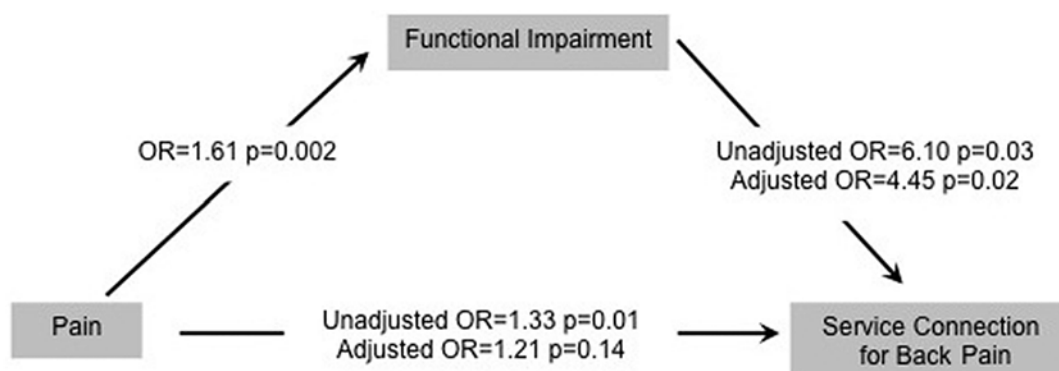 Functional Impairment
OR=1.61 p=0.002
Unadjusted OR=6.10 p=0.03
Adjusted OR=4.45 p=0.02
Pain
Unadjusted OR=1.33 p=0.01
Adjusted OR=1.21 p=0.14
Service Connection
for Back Pain